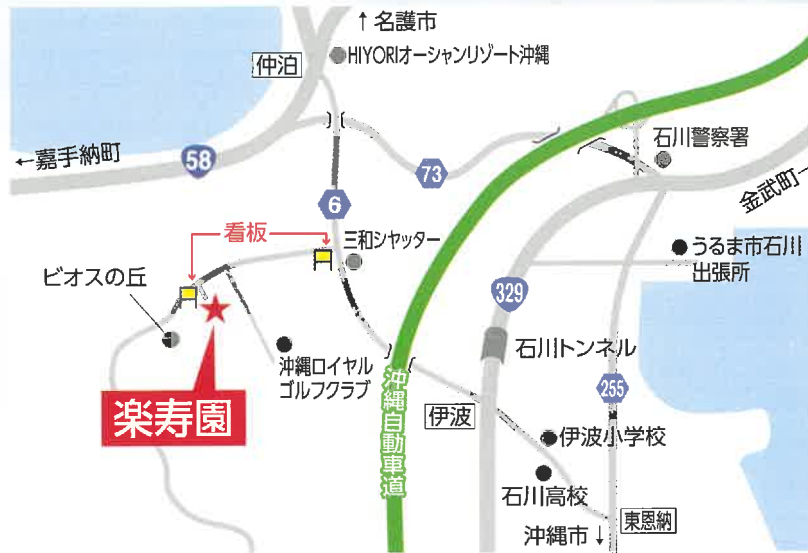 ↑名護市
HIYORIオーシャンリゾート沖縄
仲泊
石川警察署
←嘉手納町
58
73
金武町→
6
看板
三和シヤッター
うるま市石川
出張所
ビオスの丘
329
石川トンネル
沖縄ロイヤル
ゴルフクラブ
255
楽寿園
沖縄自動車道
伊波
伊波小学校
石川高校
東恩納
沖縄市↓